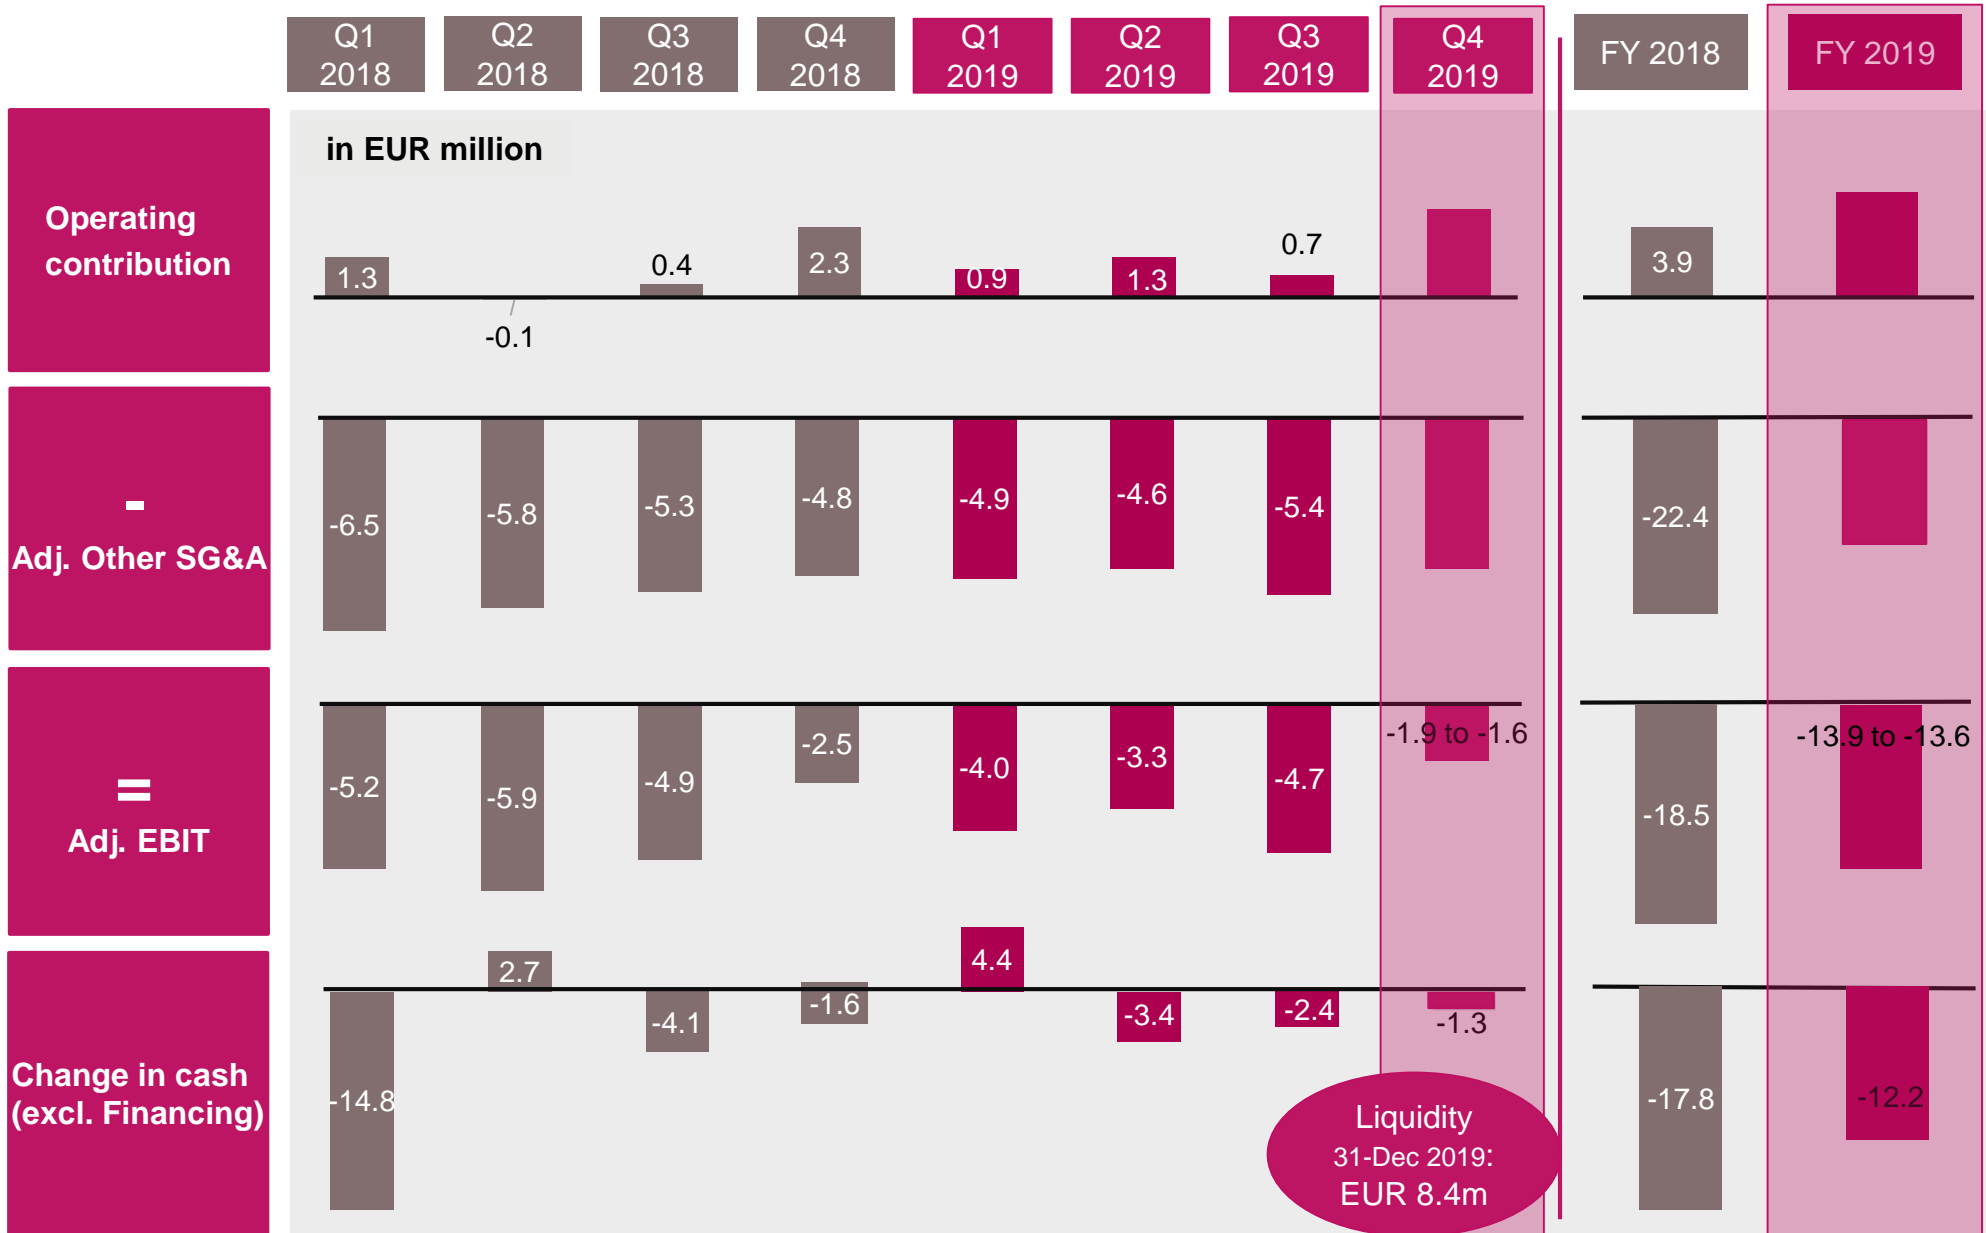 Q1 2018
Q2 2018
Q3 2018
Q4 2018
Q1 2019
Q2 2019
Q3 2019
Q4 2019
FY 2018
FY 2019
in EUR million
Operating
contribution
1.3
-0.1
0.4
2.3
0.9
1.3
0.7
3.9
-
Adj. Other SG&A
-6.5
-5.8
-5.3
-4.8
-4.9
-4.6
-5.4
-22.4
=
Adj. EBIT
-5.2
-5.9
-4.9
-2.5
-4.0
-3.3
-4.7
-1.9 to -1.6
-18.5
-13.9 to -13.6
Change in cash
(excl. Financing)
-14.8
2.7
-4.1
-1.6
4.4
-3.4
-2.4
-1.3
-17.8
-12.2
Liquidity
31-Dec 2019:
EUR 8.4m